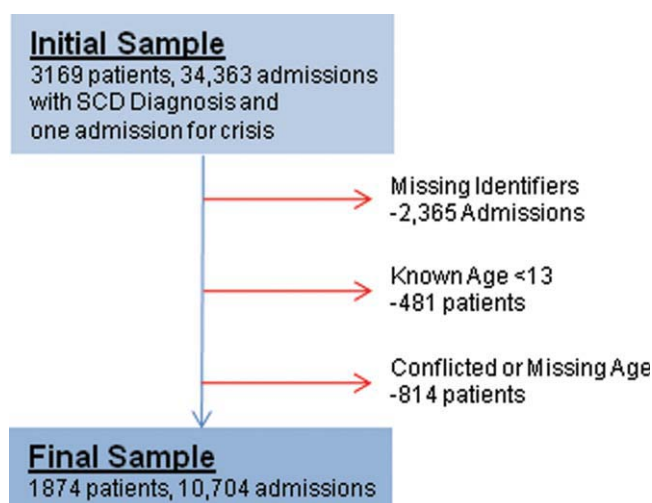 Initial Sample
3169 patients, 34,363 admissions
with SCD Diagnosis and
one admission for crisis
Missing Identifiers
-2,365 Admissions
Known Age <13
-481 patients
Conflicted or Missing Age
-814 patients
Final Sample
1874 patients, 10,704 admissions